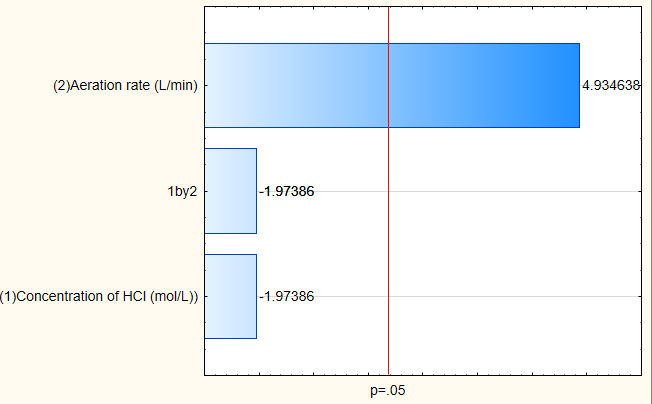 (2)Aeration rate (L/min)
4.934638
1by2
-1.97386
(1)Concentration of HCl (mol/L))
-1.97386
p=.05